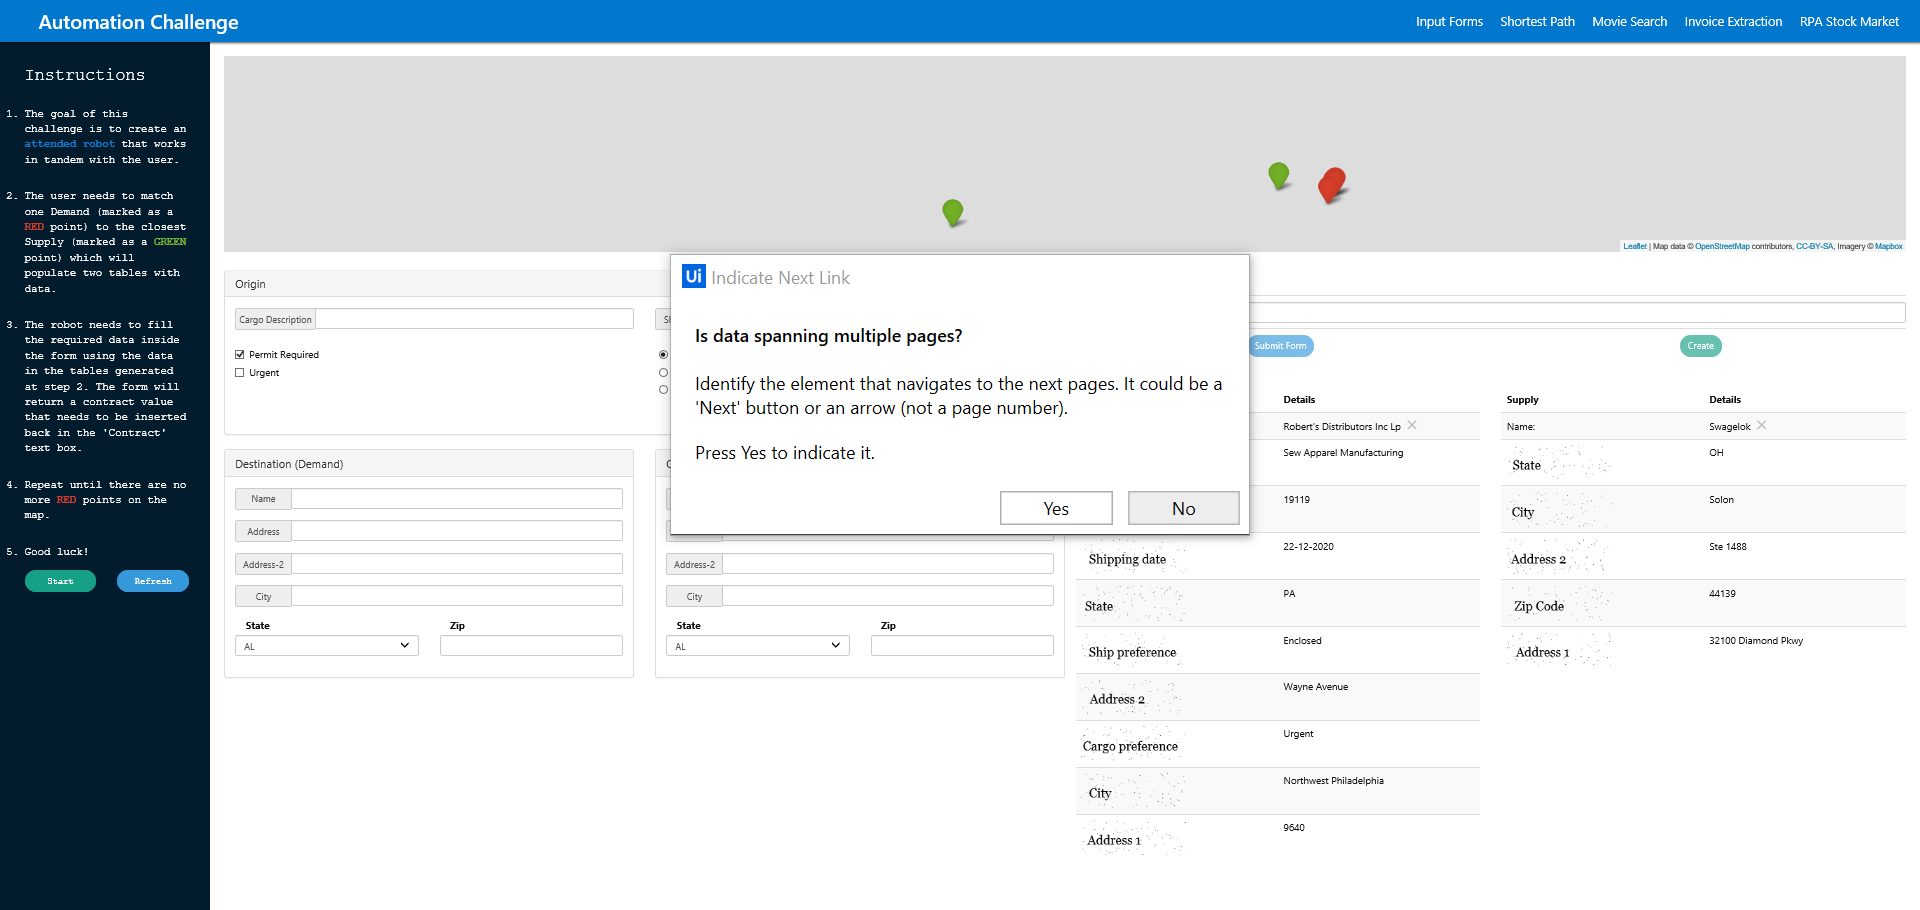 Automation Challenge
Input Forms Shortest Path Movie Search Invoice Extraction RPA Stock Market
Instructions
1. The goal of this
challenge is to create an
attended robot that works
in tandem with the user.
2. The user needs to match
one Demand (marked as a
RED point) to the closest
Supply (marked as a GREEN
point) which will
populate two tables with
data.
3. The robot needs to fill
the required data inside
the form using the data
in the tables generated
at step 2. The form will
return a contract value
that needs to be inserted
back in the 'Contract'
text box.
4. Repeat until there are no
more RED points on the
map.
5. Good luck!
Start Refresh
Leaflet | Map data © OpenStreetMap contributors, CC-BY-SA, Imagery © Mapbox
Origin
Cargo Description
Permit Required
Urgent
Destination (Demand)
Name
Address
Address-2
City
State Zip
AL
Address-2
City
State Zip
AL
Ui Indicate Next Link
Is data spanning multiple pages?
Identify the element that navigates to the next pages. It could be a
'Next' button or an arrow (not a page number).
Press Yes to indicate it.
Yes No
Submit Form Create
Details
Robert's Distributors Inc Lp ×
Sew Apparel Manufacturing
19119
Shipping date 22-12-2020
State PA
Ship preference Enclosed
Address 2 Wayne Avenue
Cargo preference Urgent
City Northwest Philadelphia
Address 1 9640
Supply Details
Name: Swagelok ×
State OH
City Solon
Address 2 Ste 1488
Zip Code 44139
Address 1 32100 Diamond Pkwy